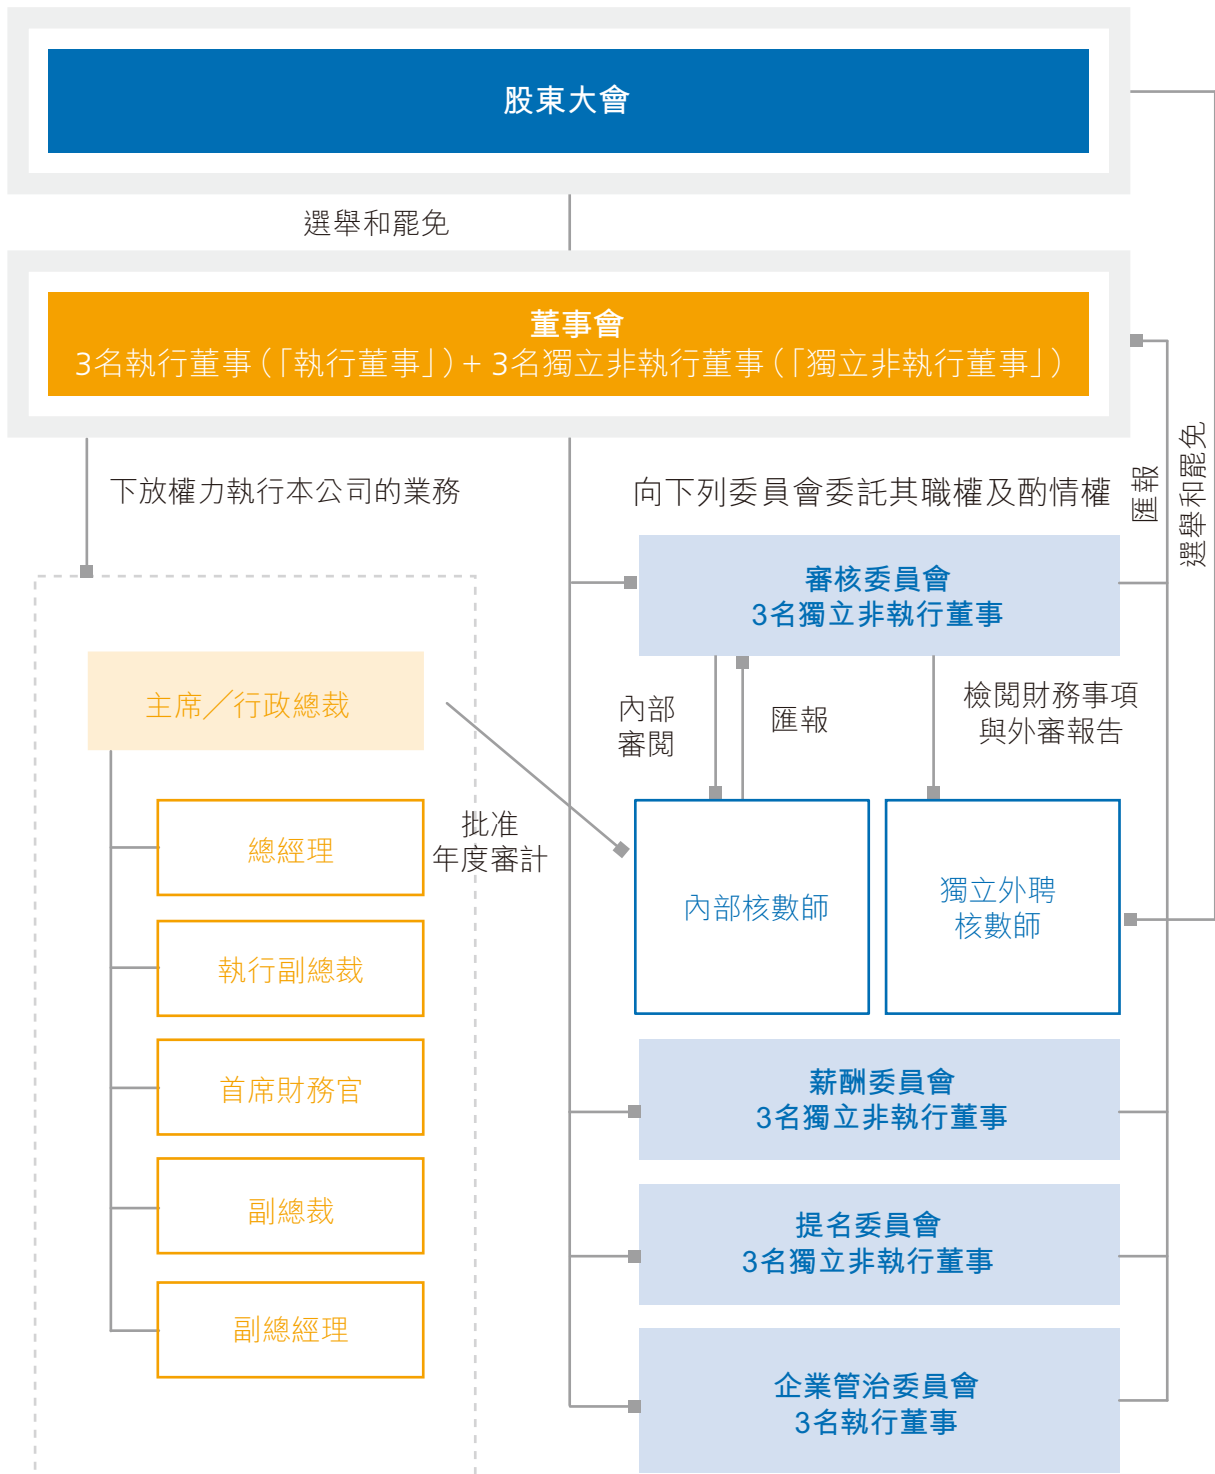 股東大會
選舉和罷免
董事會
3名執行董事（「執行董事」）+ 3名獨立非執行董事（「獨立非執行董事」）
下放權力執行本公司的業務
向下列委員會委託其職權及酌情權
匯報
選舉和罷免
審核委員會
3名獨立非執行董事
主席／行政總裁
內部
審閱
匯報
檢閱財務事項
與外審報告
總經理
批准
年度審計
內部核數師
獨立外聘
核數師
執行副總裁
首席財務官
薪酬委員會
3名獨立非執行董事
副總裁
提名委員會
3名獨立非執行董事
副總經理
企業管治委員會
3名執行董事